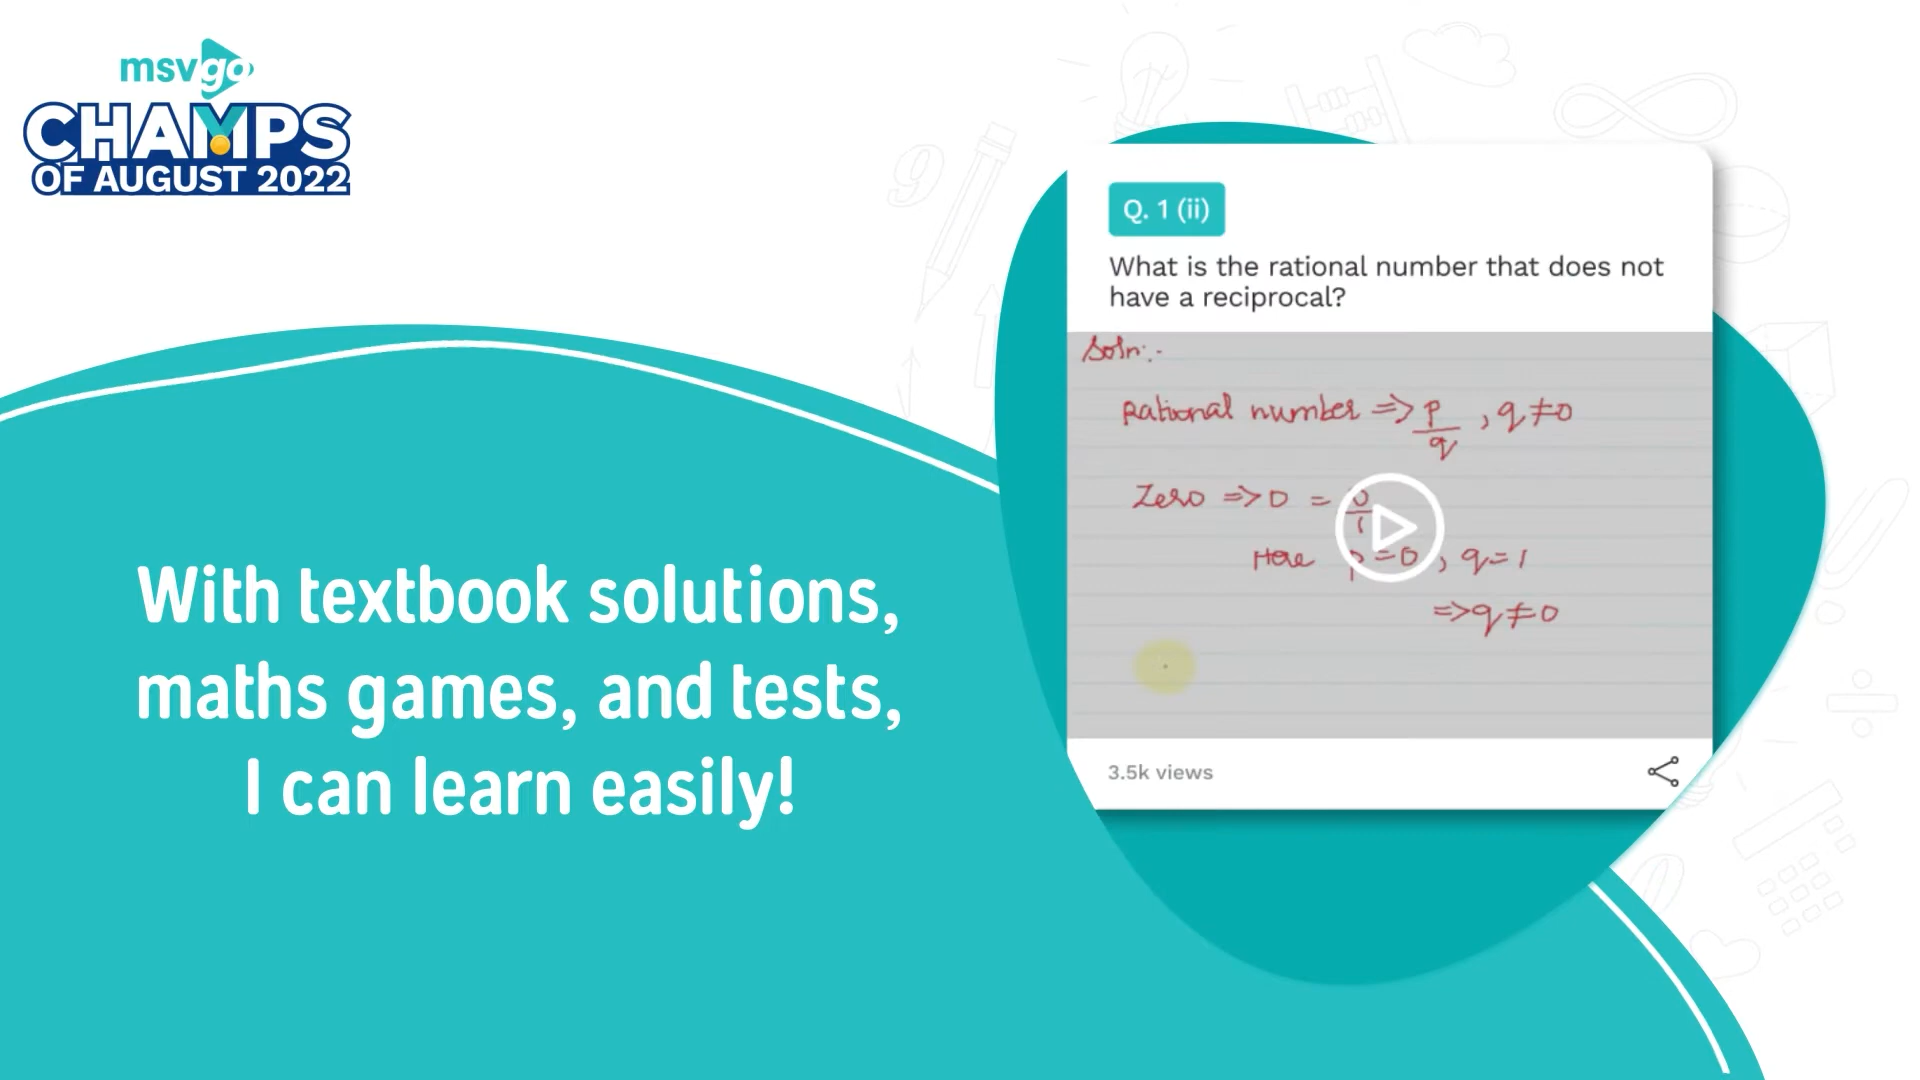 msvgo
CHAMPS
OF AUGUST 2022
With textbook solutions,
maths games, and tests,
I can learn easily!
Q. 1 (ii)
What is the rational number that does not
have a reciprocal?
Soln:-
Rational number => p/q , q≠0
Zero => 0 = 0/1
Here p=0, q=1
=> q≠0
3.5k views